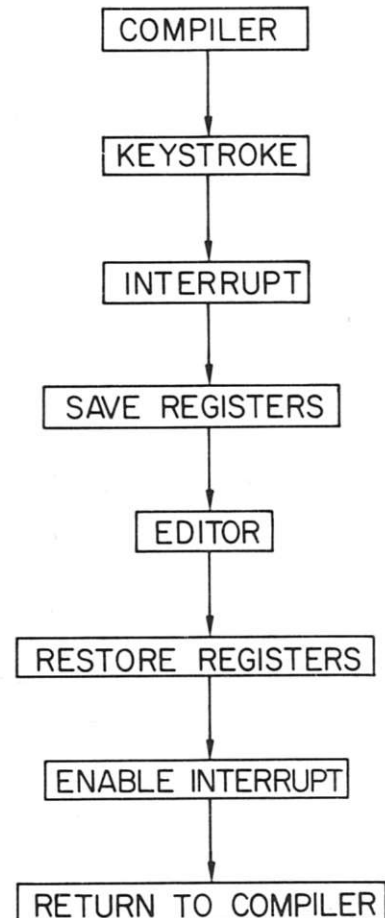 COMPILER
KEYSTROKE
INTERRUPT
SAVE REGISTERS
EDITOR
RESTORE REGISTERS
ENABLE INTERRUPT
RETURN TO COMPILER